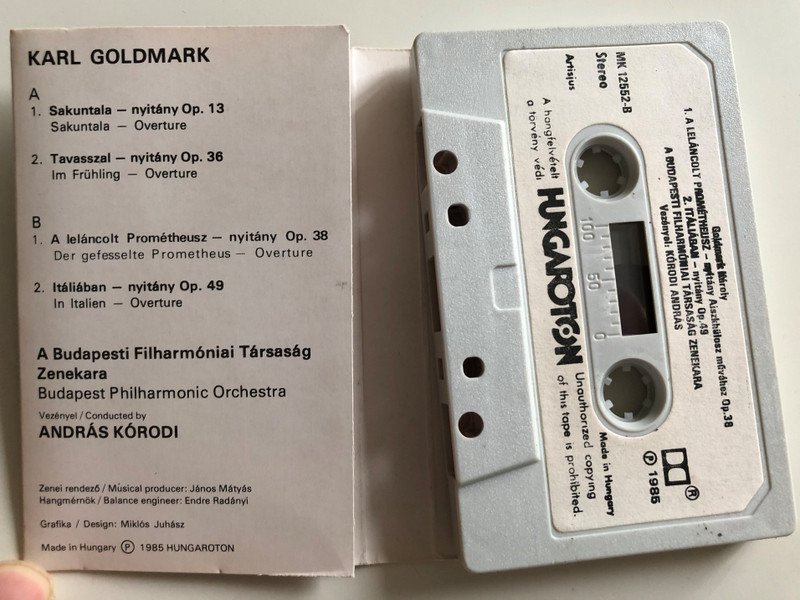 KARL GOLDMARK
A
1. Sakuntala – nyitány Op. 13
Sakuntala – Overture
2. Tavasszal – nyitány Op. 36
Im Frühling – Overture
B
1. A leláncolt Prométheusz – nyitány Op. 38
Der gefesselte Prometheus – Overture
2. Itáliában – nyitány Op. 49
In Italien – Overture
A Budapesti Filharmóniai Társaság
Zenekara
Budapest Philharmonic Orchestra
Vezényel / Conducted by
ANDRÁS KÓRODI
Zenei rendező / Musical producer: János Mátyás
Hangmérnök / Balance engineer: Endre Radányi
Grafika / Design: Miklós Juhász
Made in Hungary Ⓟ 1985 HUNGAROTON
MK 12552-B
Stereo
Artisjus
Goldmark Károly
1. A LELÁNCOLT PROMÉTHEUSZ – nyitány Aiszkhülosz művéhez Op.38
2. ITÁLIÁBAN – nyitány Op.49
A BUDAPESTI FILHARMÓNIAI TÁRSASÁG ZENEKARA
Vezényel: KÓRODI ANDRÁS
100 50 0
A hangfelvételt
a törvény védi
HUNGAROTON
Made in Hungary
Unauthorized copying
of this tape is prohibited.
®
Ⓟ 1985